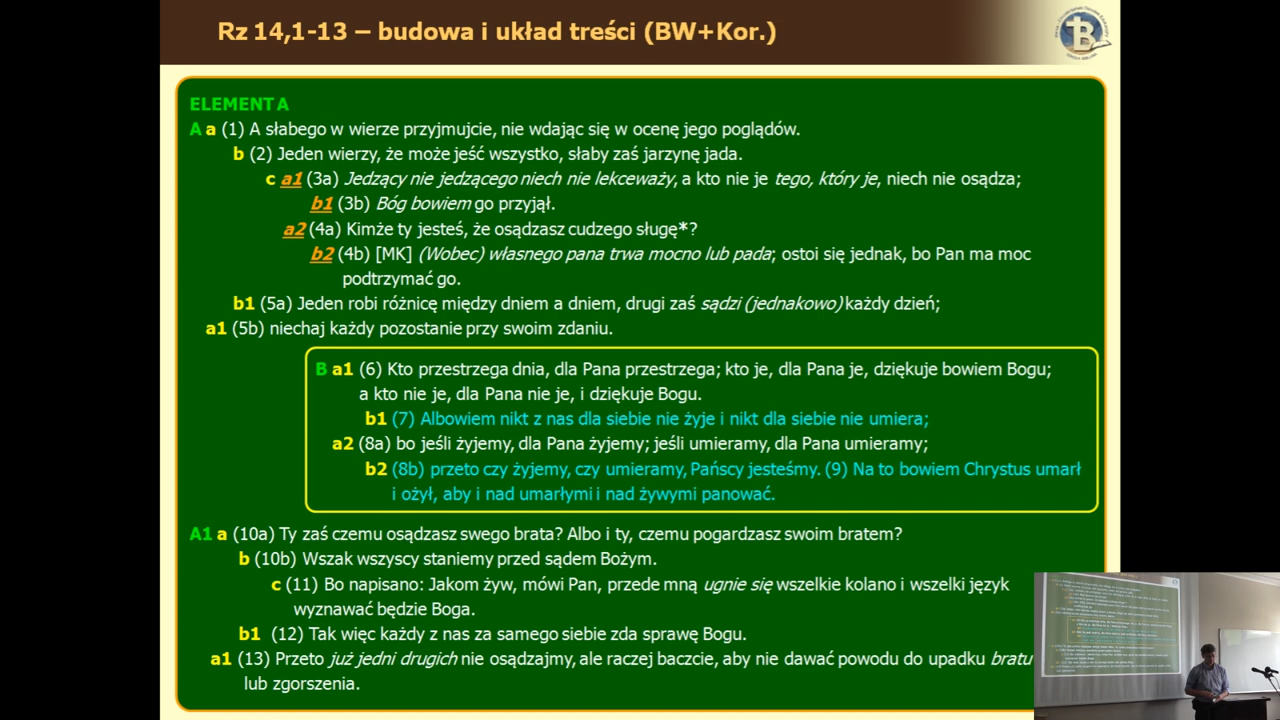 Rz 14,1-13 – budowa i układ treści (BW+Kor.)
ELEMENT A
A a (1) A słabego w wierze przyjmujcie, nie wdając się w ocenę jego poglądów.
b (2) Jeden wierzy, że może jeść wszystko, słaby zaś jarzynę jada.
c a1 (3a) Jedzący nie jedzącego niech nie lekceważy, a kto nie je tego, który je, niech nie osądza;
b1 (3b) Bóg bowiem go przyjął.
a2 (4a) Kimże ty jesteś, że osądzasz cudzego sługę*?
b2 (4b) [MK] (Wobec) własnego pana trwa mocno lub pada; ostoi się jednak, bo Pan ma moc
podtrzymać go.
b1 (5a) Jeden robi różnicę między dniem a dniem, drugi zaś sądzi (jednakowo) każdy dzień;
a1 (5b) niechaj każdy pozostanie przy swoim zdaniu.
B a1 (6) Kto przestrzega dnia, dla Pana przestrzega; kto je, dla Pana je, dziękuje bowiem Bogu;
a kto nie je, dla Pana nie je, i dziękuje Bogu.
b1 (7) Albowiem nikt z nas dla siebie nie żyje i nikt dla siebie nie umiera;
a2 (8a) bo jeśli żyjemy, dla Pana żyjemy; jeśli umieramy, dla Pana umieramy;
b2 (8b) przeto czy żyjemy, czy umieramy, Pańscy jesteśmy. (9) Na to bowiem Chrystus umarł
i ożył, aby i nad umarłymi i nad żywymi panować.
A1 a (10a) Ty zaś czemu osądzasz swego brata? Albo i ty, czemu pogardzasz swoim bratem?
b (10b) Wszak wszyscy staniemy przed sądem Bożym.
c (11) Bo napisano: Jakom żyw, mówi Pan, przede mną ugnie się wszelkie kolano i wszelki język
wyznawać będzie Boga.
b1 (12) Tak więc każdy z nas za samego siebie zda sprawę Bogu.
a1 (13) Przeto już jedni drugich nie osądzajmy, ale raczej baczcie, aby nie dawać powodu do upadku bratu
lub zgorszenia.